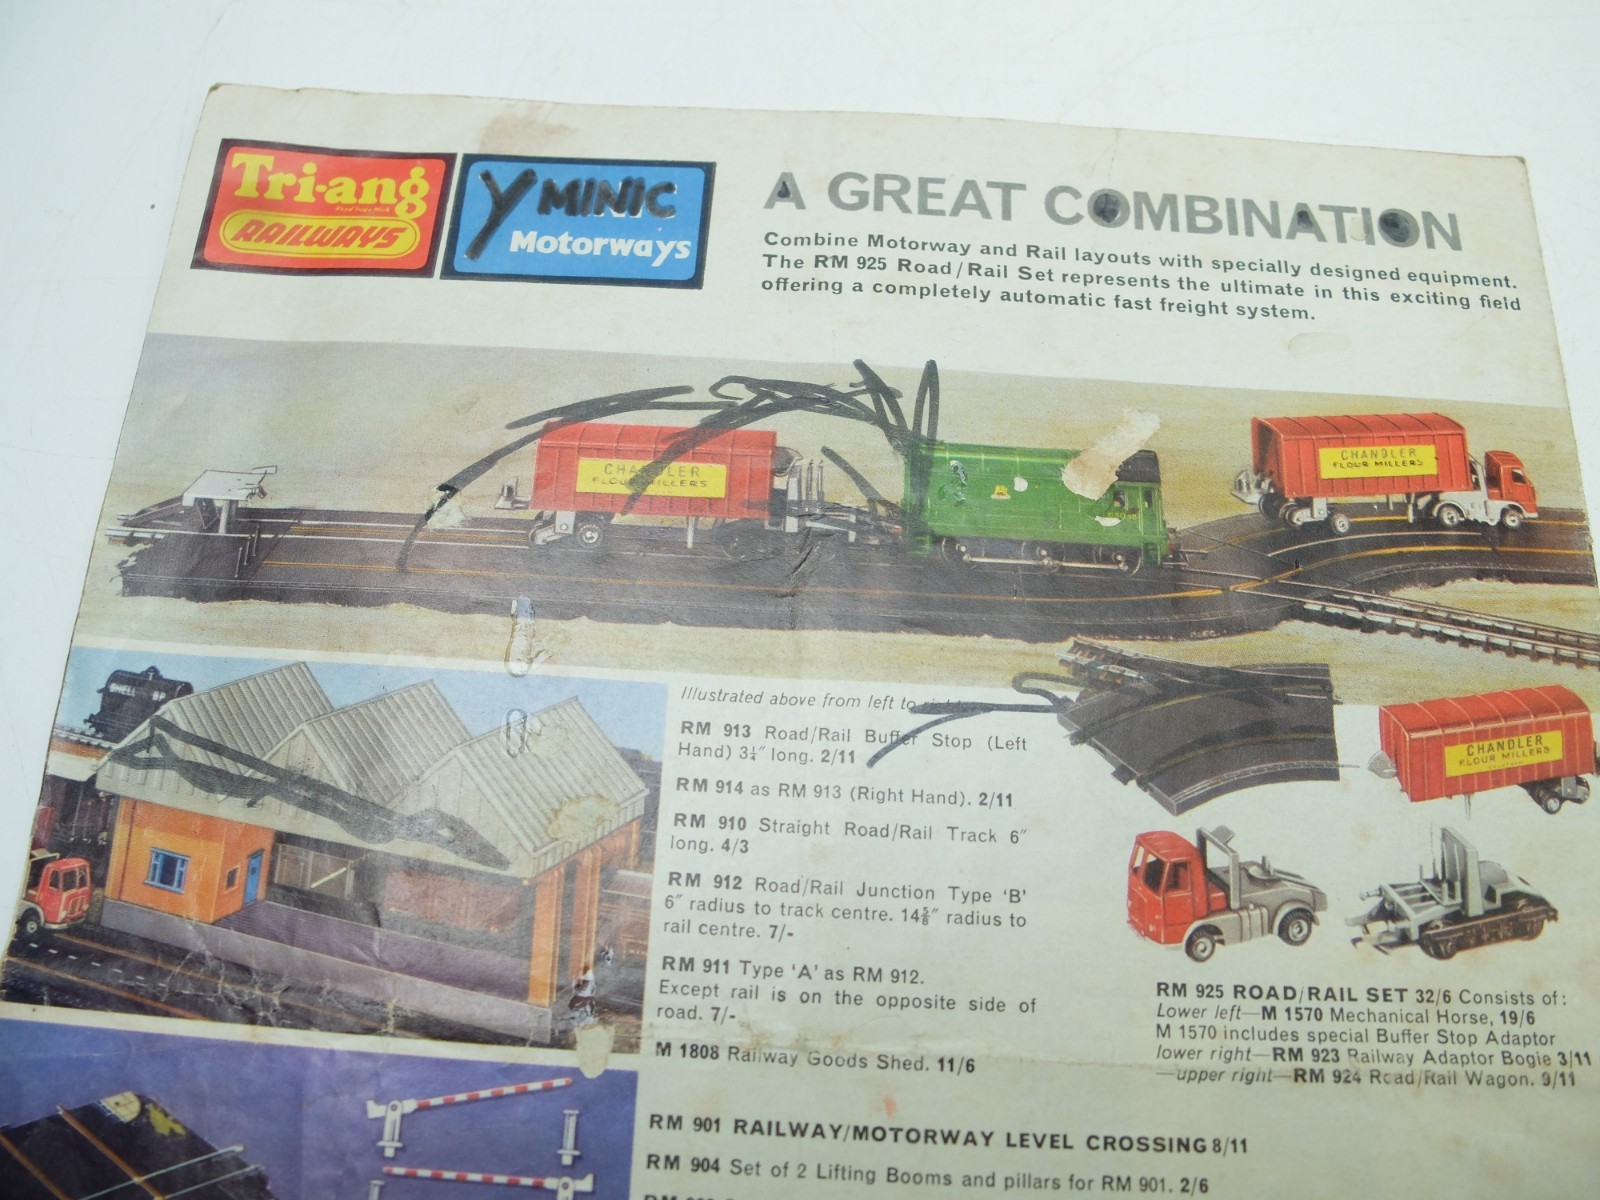 Tri-ang
RAILWAYS
Y MINIC
Motorways
A GREAT COMBINATION
Combine Motorway and Rail layouts with specially designed equipment.
The RM 925 Road/Rail Set represents the ultimate in this exciting field
offering a completely automatic fast freight system.
CHANDLER
FLOUR MILLERS
CHANDLER
FLOUR MILLERS
SHELL BP
Illustrated above from left to right.
RM 913 Road/Rail Buffer Stop (Left
Hand) 3¼″ long. 2/11
RM 914 as RM 913 (Right Hand). 2/11
RM 910 Straight Road/Rail Track 6″
long. 4/3
RM 912 Road/Rail Junction Type ‘B’
6″ radius to track centre. 14⅝″ radius to
rail centre. 7/-
RM 911 Type ‘A’ as RM 912.
Except rail is on the opposite side of
road. 7/-
M 1808 Railway Goods Shed. 11/6
CHANDLER
FLOUR MILLERS
RM 925 ROAD/RAIL SET 32/6 Consists of:
Lower left—M 1570 Mechanical Horse, 19/6
M 1570 includes special Buffer Stop Adaptor
lower right—RM 923 Railway Adaptor Bogie 3/11
—upper right—RM 924 Road/Rail Wagon. 9/11
RM 901 RAILWAY/MOTORWAY LEVEL CROSSING 8/11
RM 904 Set of 2 Lifting Booms and pillars for RM 901. 2/6